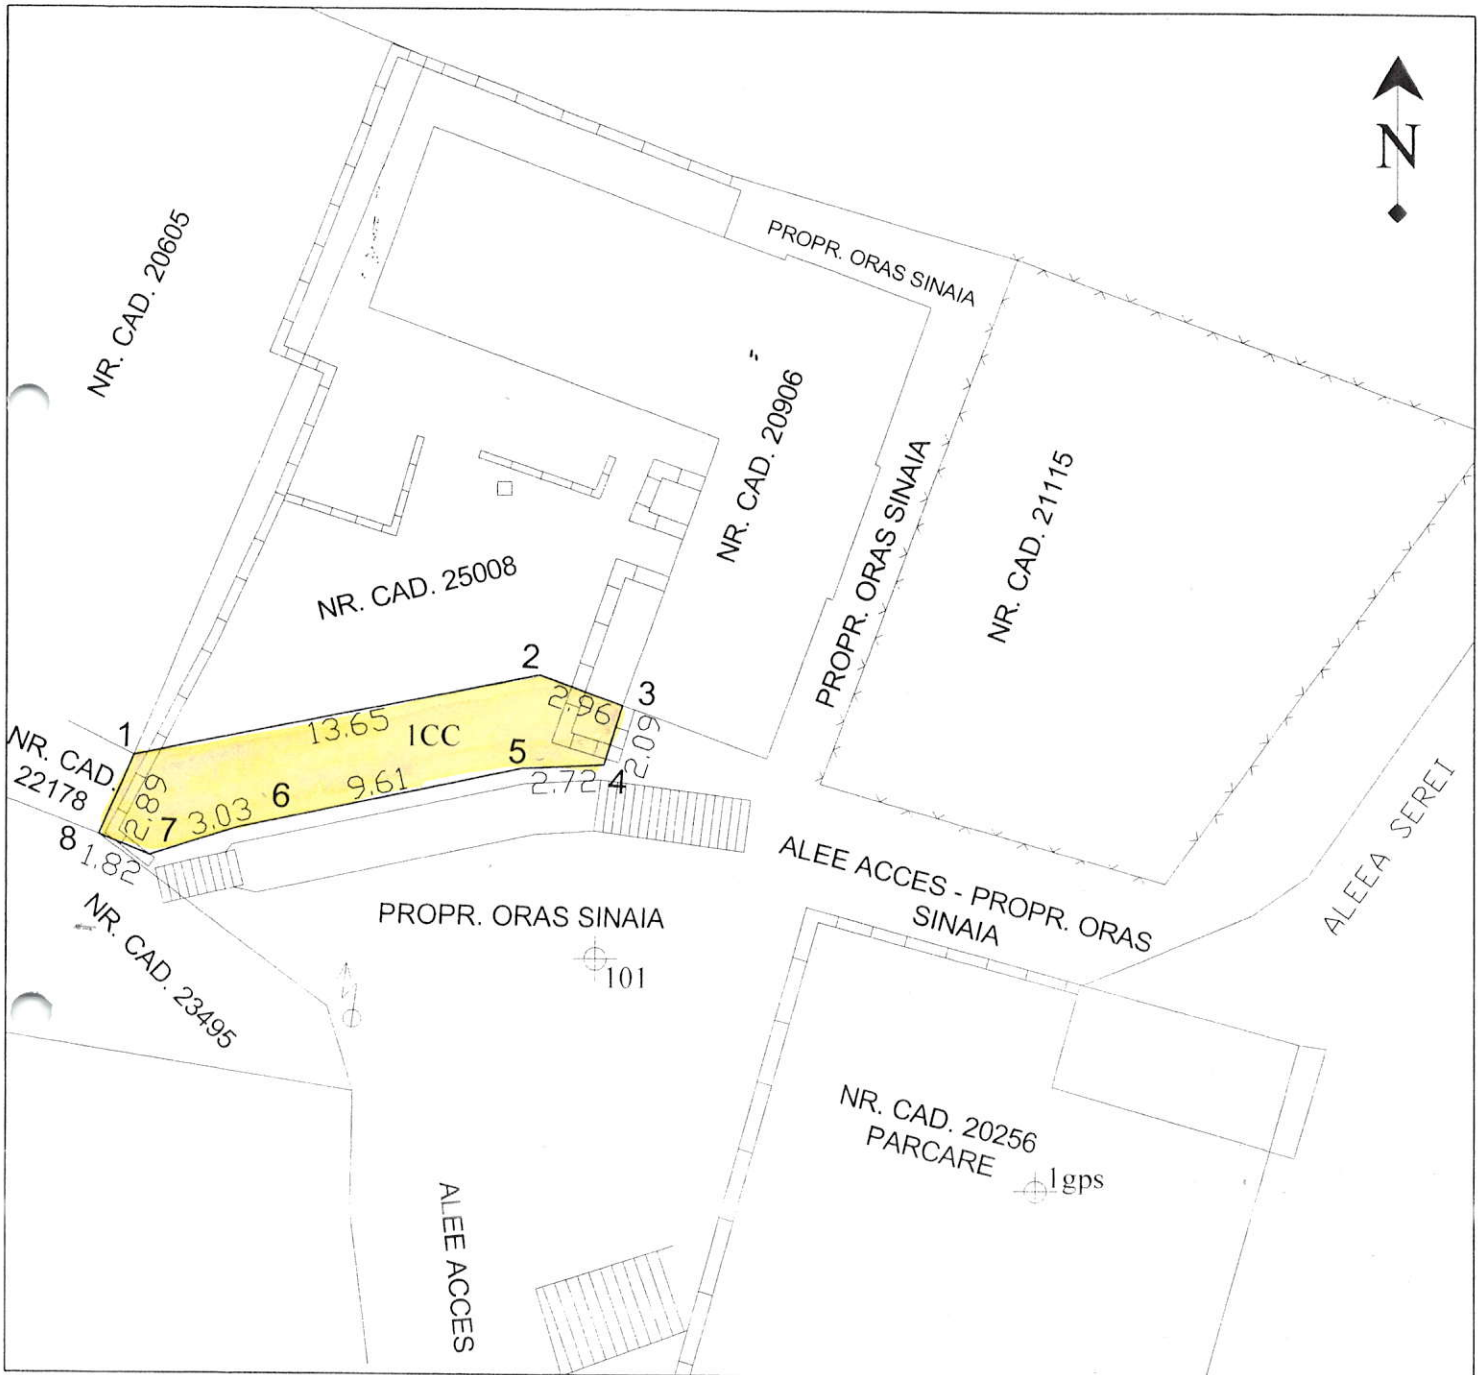 N
PROPR. ORAS SINAIA
NR. CAD. 20605
NR. CAD. 20906
PROPR. ORAS SINAIA
NR. CAD. 21115
NR. CAD. 25008
2
3
2.96
1
13.65
1CC
5
2.09
NR. CAD.
22178
2.89
6
9.61
2.72
4
8
7
3.03
1.82
ALEEA SEREI
ALEE ACCES - PROPR. ORAS
SINAIA
NR. CAD. 23495
PROPR. ORAS SINAIA
101
NR. CAD. 20256
PARCARE
1gps
ALEE ACCES